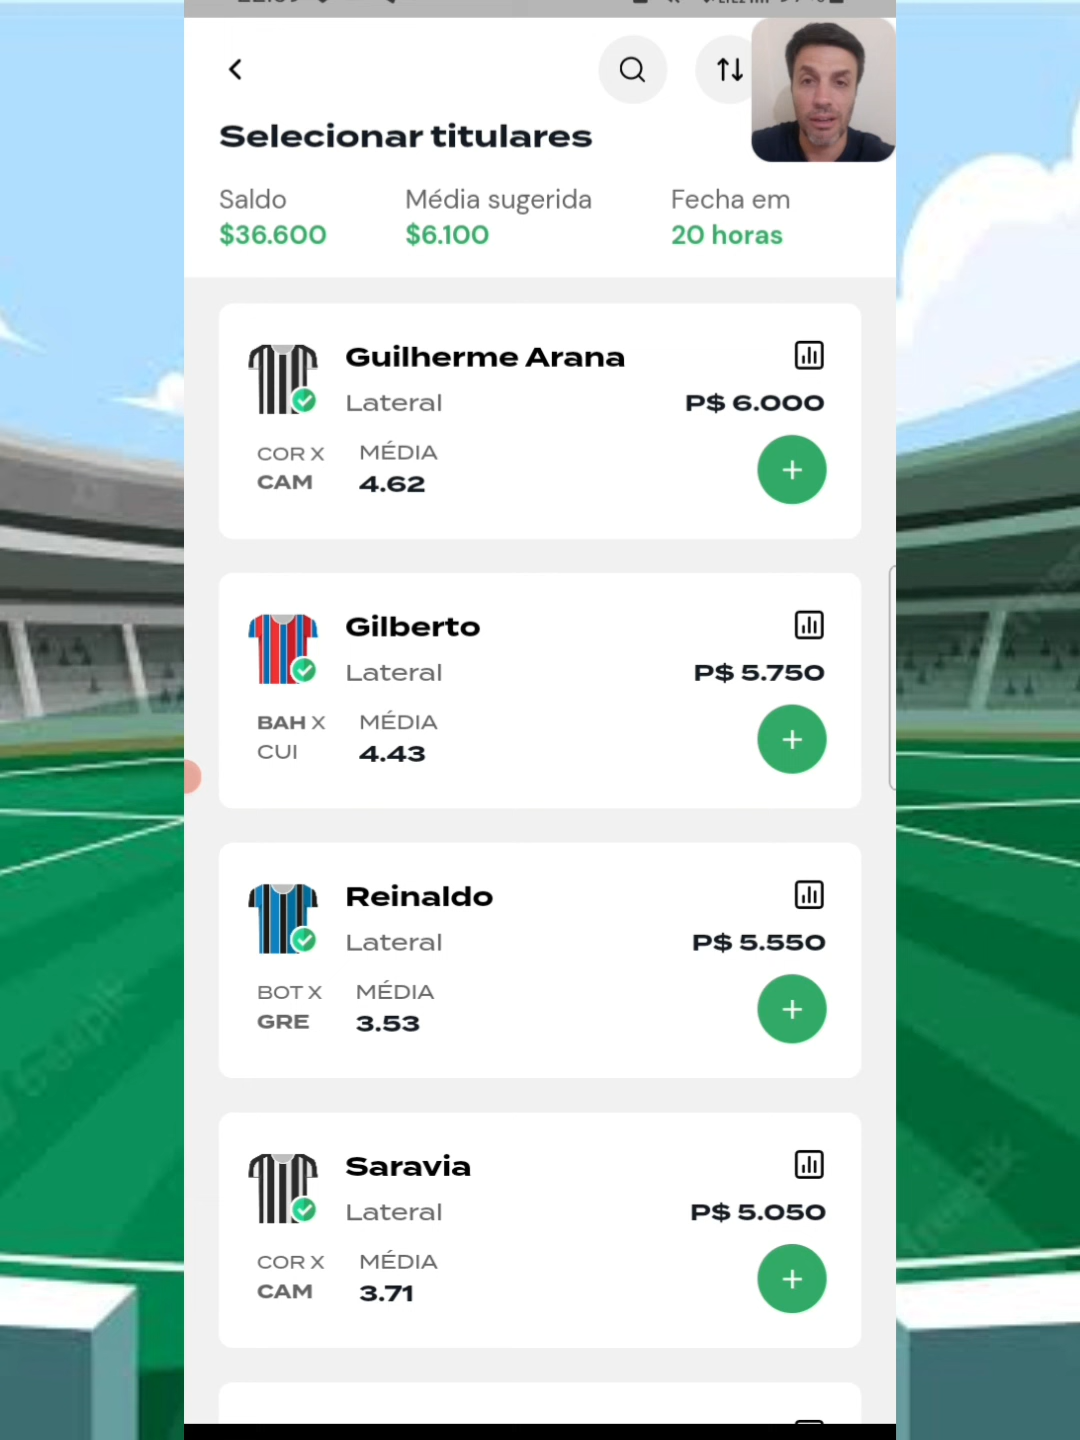 Selecionar titulares
Saldo
Média sugerida
Fecha em
$36.600
$6.100
20 horas
Guilherme Arana
Lateral
P$ 6.000
COR X
CAM
MÉDIA
4.62
Gilberto
Lateral
P$ 5.750
BAH X
CUI
MÉDIA
4.43
Reinaldo
Lateral
P$ 5.550
BOT X
GRE
MÉDIA
3.53
Saravia
Lateral
P$ 5.050
COR X
CAM
MÉDIA
3.71